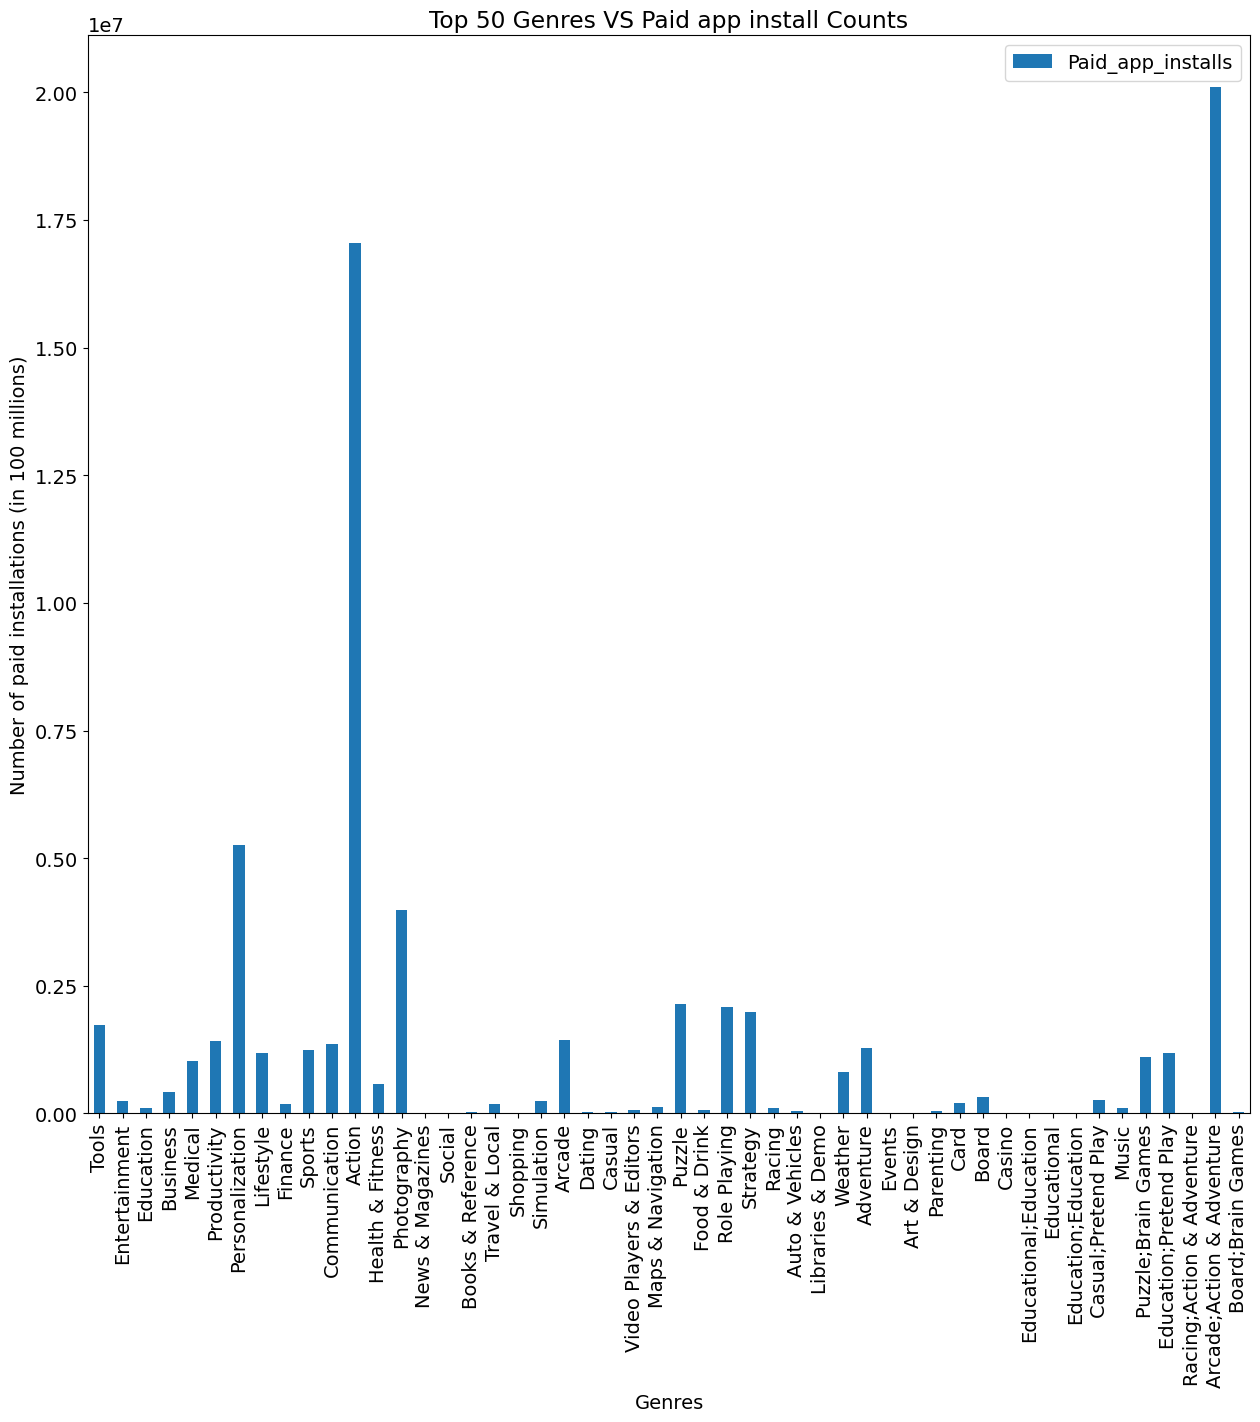 Top 50 Genres VS Paid app install Counts
1e7
Paid_app_installs
2.00
1.75
1.50
1.25
1.00
0.75
0.50
0.25
0.00
Number of paid installations (in 100 millions)
Tools
Entertainment
Education
Business
Medical
Productivity
Personalization
Lifestyle
Finance
Sports
Communication
Action
Health & Fitness
Photography
News & Magazines
Social
Books & Reference
Travel & Local
Shopping
Simulation
Arcade
Dating
Casual
Video Players & Editors
Maps & Navigation
Puzzle
Food & Drink
Role Playing
Strategy
Racing
Auto & Vehicles
Libraries & Demo
Weather
Adventure
Events
Art & Design
Parenting
Card
Board
Casino
Educational;Education
Educational
Education;Education
Casual;Pretend Play
Music
Puzzle;Brain Games
Education;Pretend Play
Racing;Action & Adventure
Arcade;Action & Adventure
Board;Brain Games
Genres